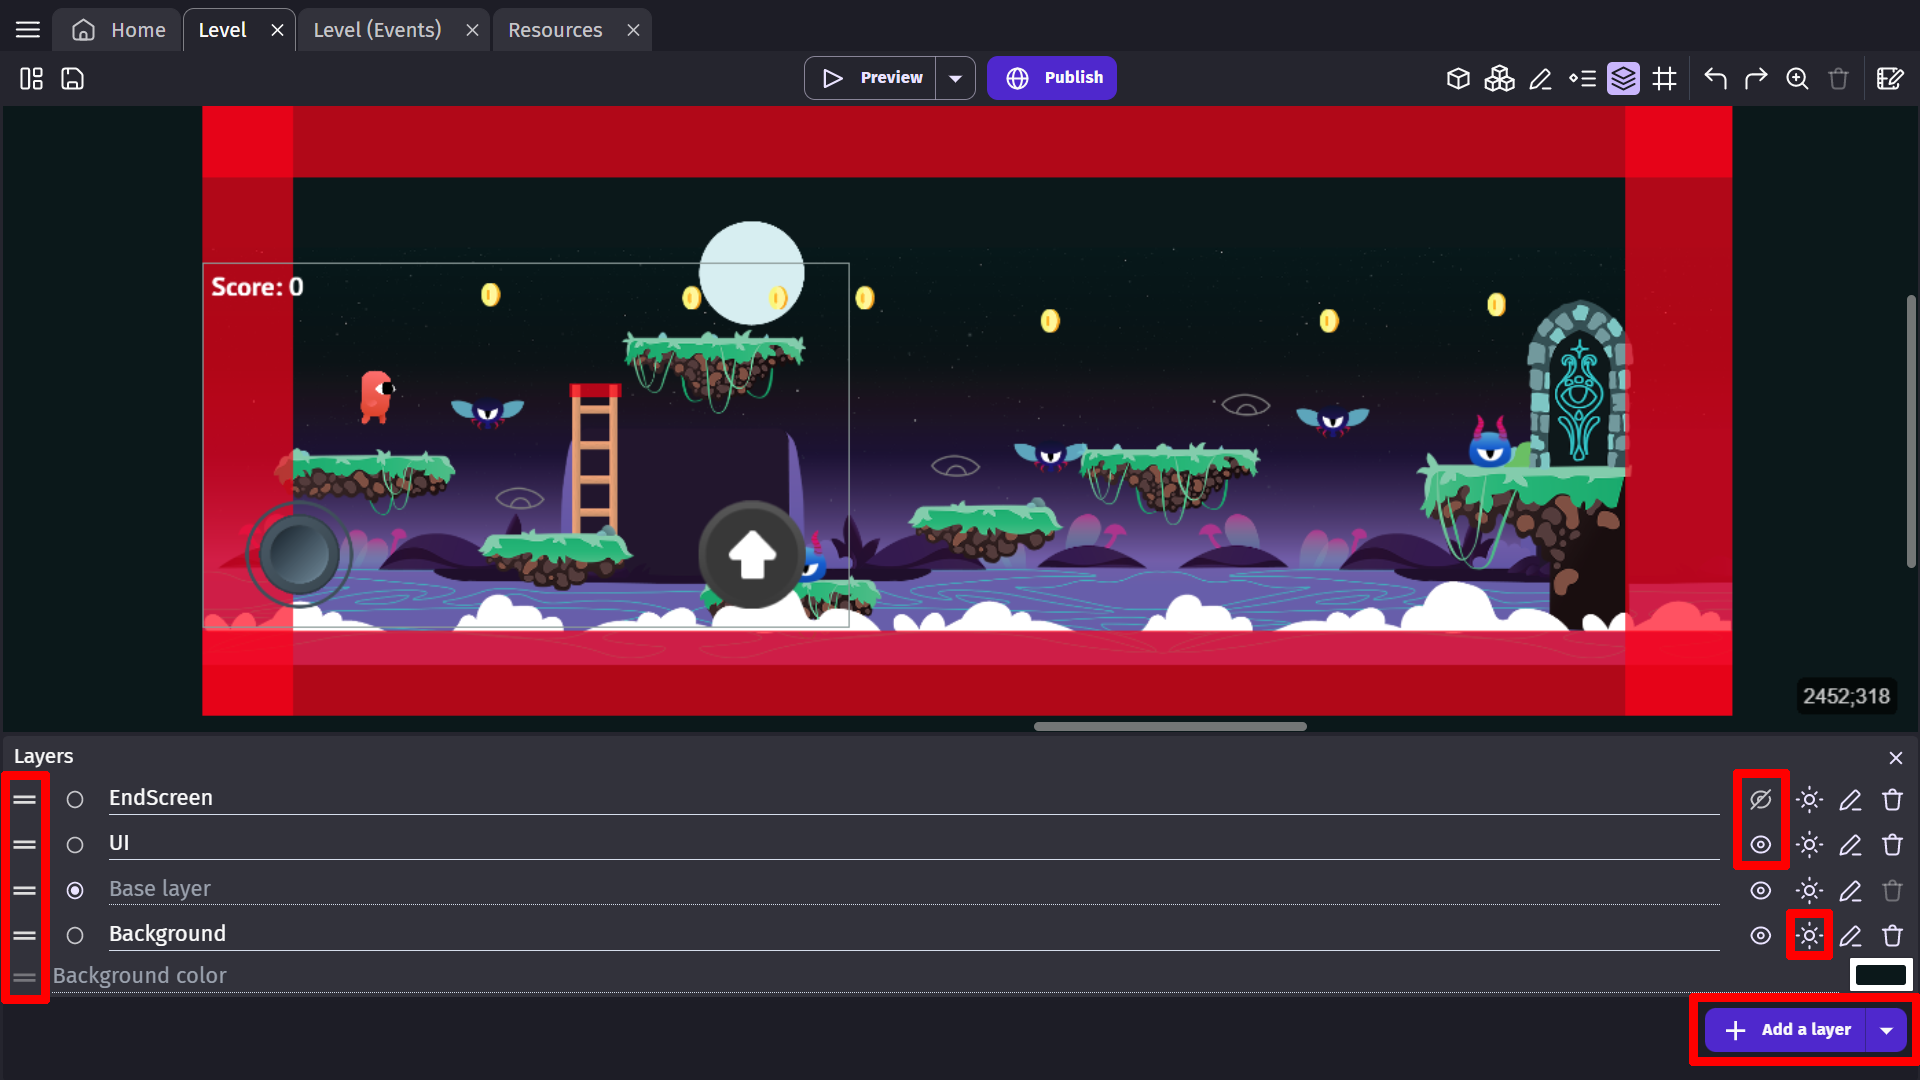 Home
Level
Level (Events)
Resources
Preview
Publish
Score: 0
2452;318
Layers
EndScreen
UI
Base layer
Background
Background color
Add a layer